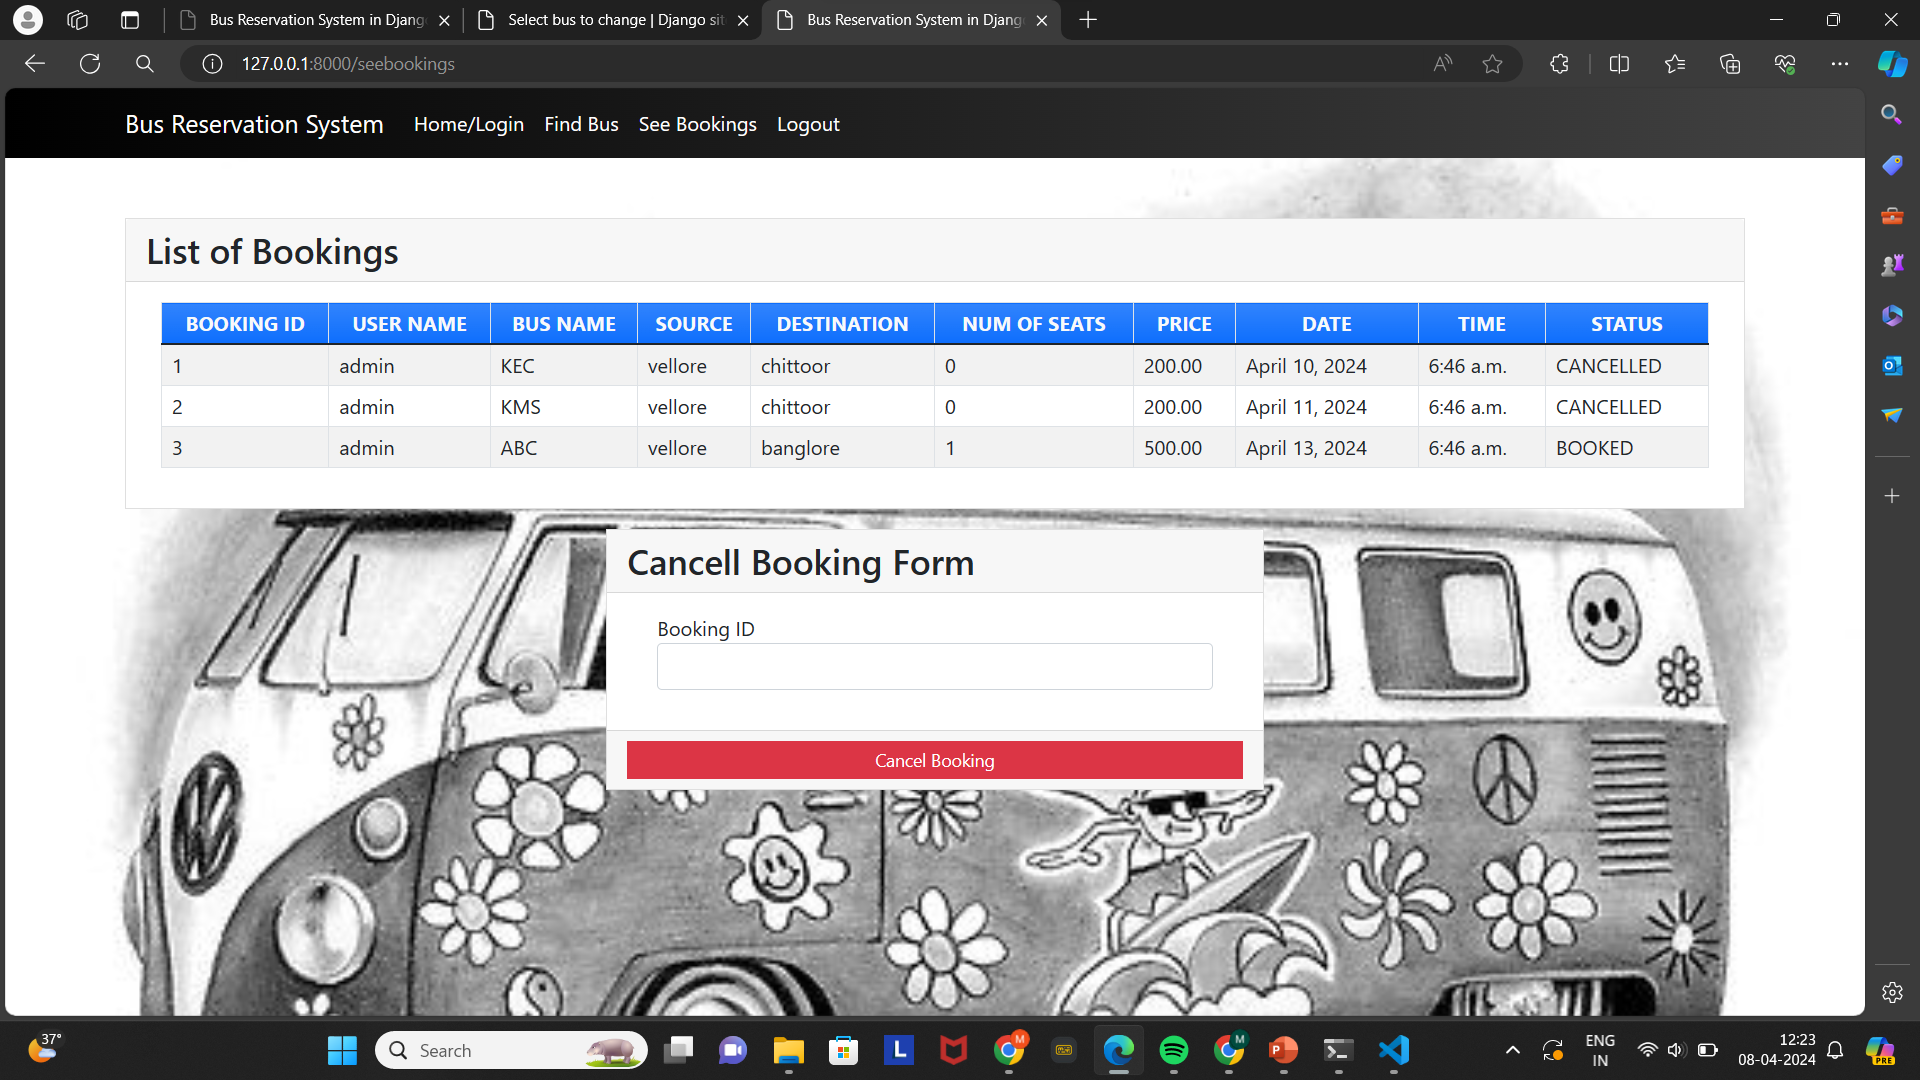 Bus Reservation System in Djang
Select bus to change | Django sit
Bus Reservation System in Djang
127.0.0.1:8000/seebookings
Bus Reservation System Home/Login Find Bus See Bookings Logout
List of Bookings
BOOKING ID USER NAME BUS NAME SOURCE DESTINATION NUM OF SEATS PRICE DATE TIME STATUS
1 admin KEC vellore chittoor 0 200.00 April 10, 2024 6:46 a.m. CANCELLED
2 admin KMS vellore chittoor 0 200.00 April 11, 2024 6:46 a.m. CANCELLED
3 admin ABC vellore banglore 1 500.00 April 13, 2024 6:46 a.m. BOOKED
Cancell Booking Form
Booking ID
Cancel Booking
37°
Search
L
M
M
P
ENG
IN
12:23
08-04-2024
PRE